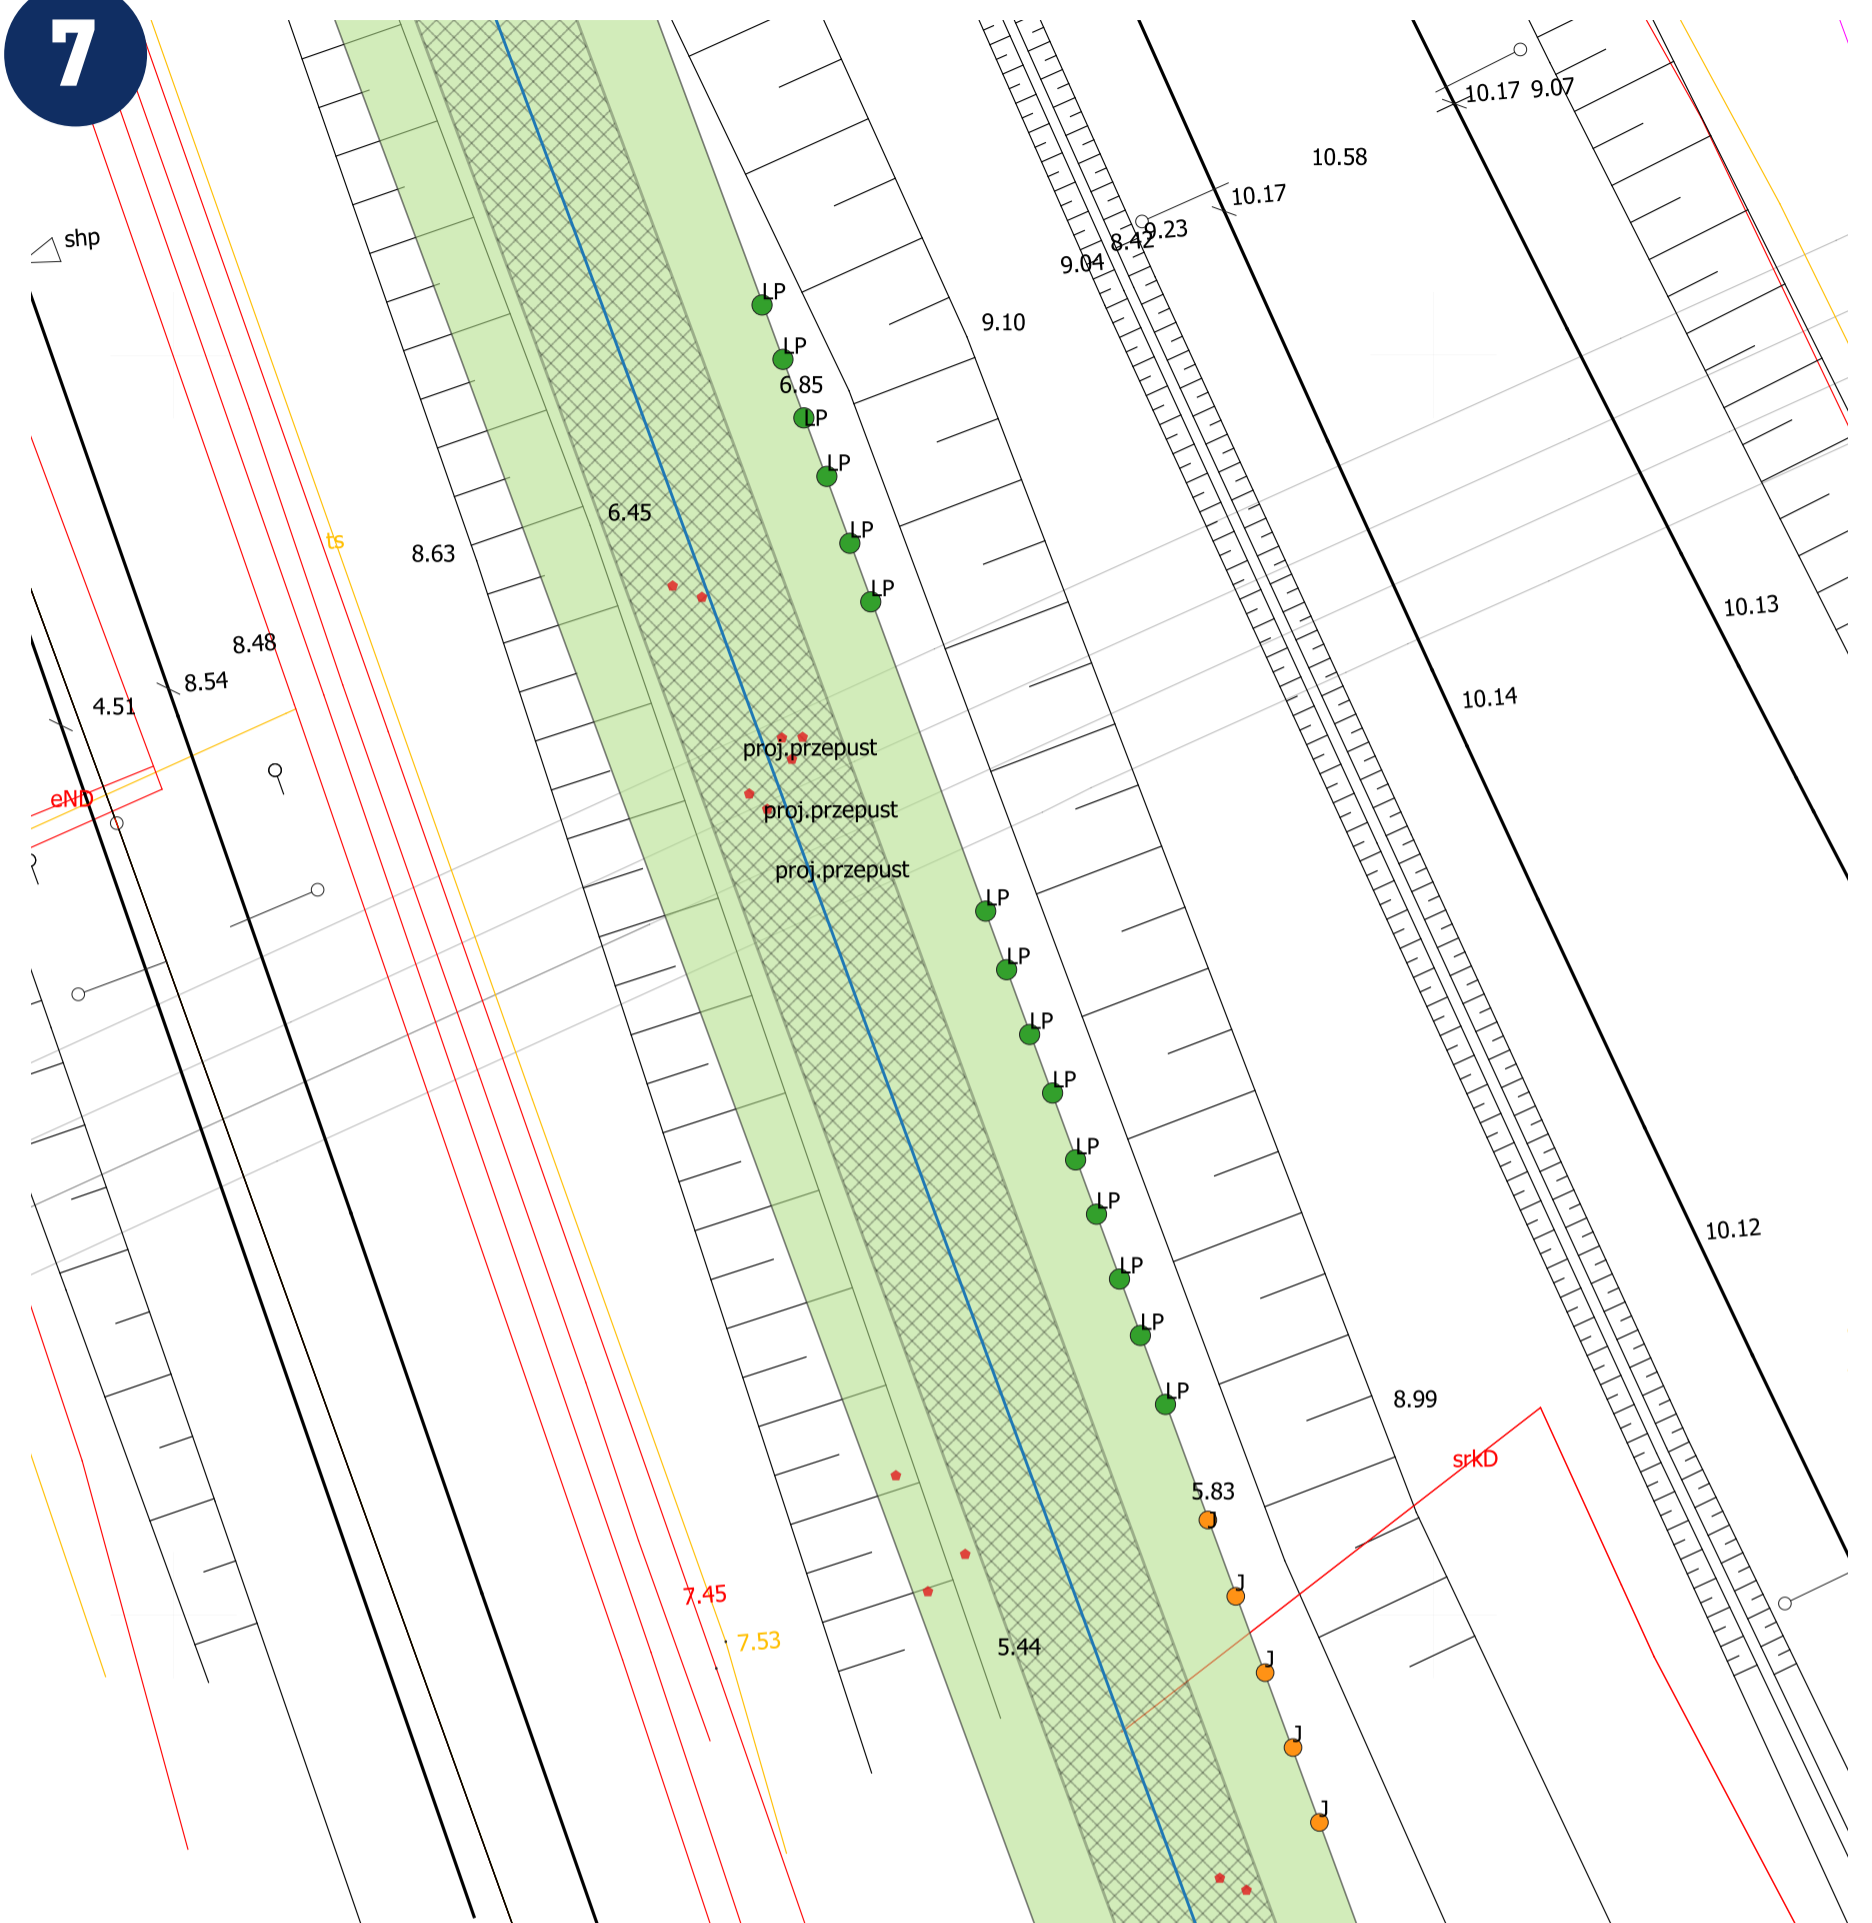 7
10.17 9.07
10.58
10.17
shp
9.23
8.42
9.04
LP
9.10
LP
6.85
LP
LP
6.45
LP
ts
8.63
LP
10.13
8.48
8.54
10.14
4.51
proj.przepust
eND
proj.przepust
proj.przepust
LP
LP
LP
LP
LP
LP
10.12
LP
LP
LP
8.99
srkD
5.83
J
J
7.45
7.53
5.44
J
J
J